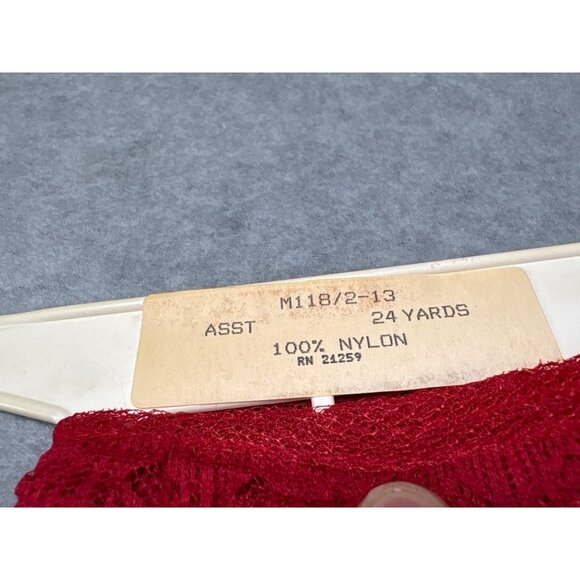 M118/2-13
ASST 24 YARDS
100% NYLON
RN 21259